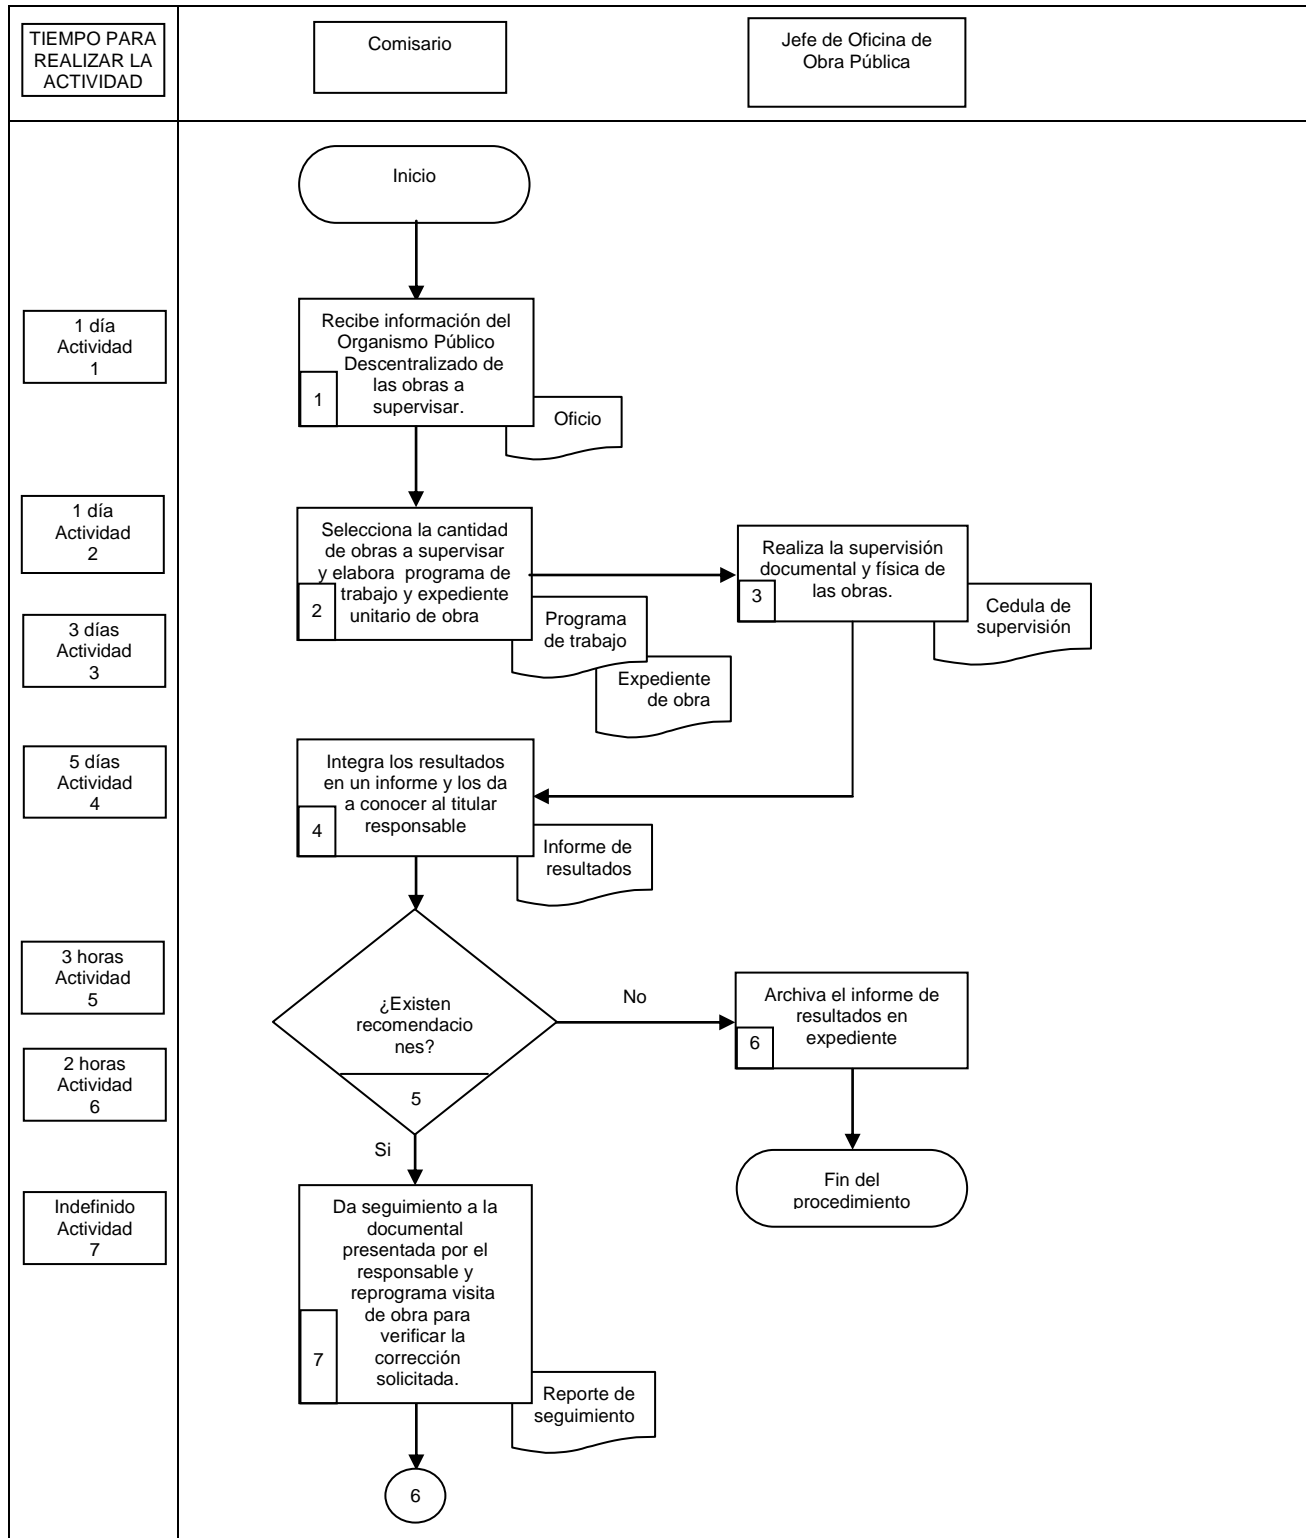 TIEMPO PARA
REALIZAR LA
ACTIVIDAD
Comisario
Jefe de Oficina de
Obra Pública
Inicio
1 día
Actividad
1
Recibe información del
Organismo Público
Descentralizado de
las obras a
supervisar.
1
Oficio
1 día
Actividad
2
Selecciona la cantidad
de obras a supervisar
y elabora programa de
trabajo y expediente
unitario de obra
2
Programa
de trabajo
Expediente
de obra
Realiza la supervisión
documental y física de
las obras.
3
Cedula de
supervisión
3 días
Actividad
3
5 días
Actividad
4
Integra los resultados
en un informe y los da
a conocer al titular
responsable
4
Informe de
resultados
3 horas
Actividad
5
¿Existen
recomendacio
nes?
5
No
Archiva el informe de
resultados en
expediente
6
2 horas
Actividad
6
Si
Fin del
procedimiento
Indefinido
Actividad
7
Da seguimiento a la
documental
presentada por el
responsable y
reprograma visita
de obra para
verificar la
corrección
solicitada.
7
Reporte de
seguimiento
6